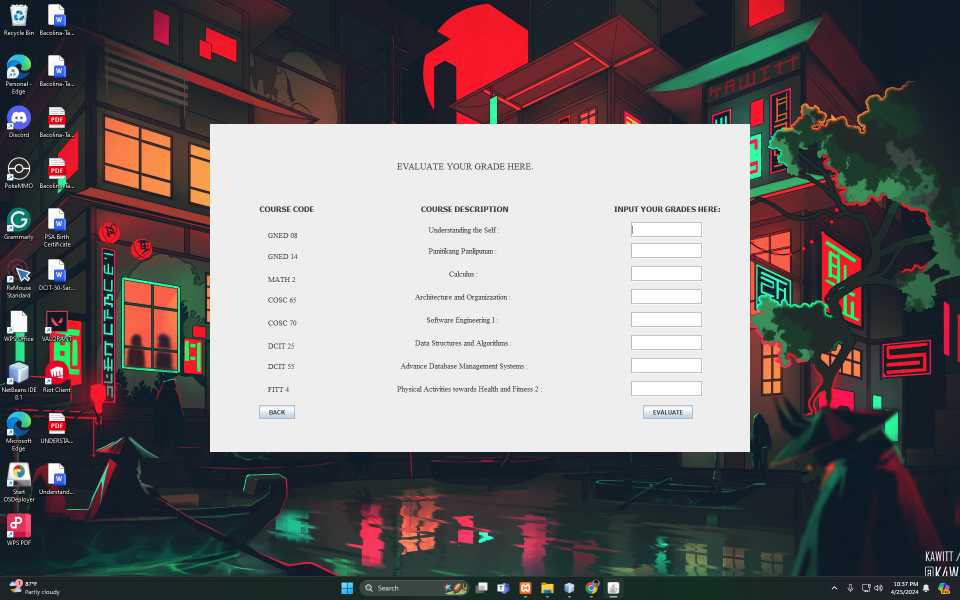 Recycle Bin
Bacolina-Ta...
Personal - Edge
Bacolina-Ta...
Discord
Bacolina-Ta...
PokeMMO
Bacolina-Ta...
Grammarly
PSA Birth Certificate
ReMouse Standard
DCIT-50-Sar...
WPS Office
VALORANT
NetBeans IDE 8.1
Riot Client
Microsoft Edge
UNDERSTA...
Start OSDeployer
Understand...
WPS PDF
KAWITT
EVALUATE YOUR GRADE HERE.
COURSE CODE
COURSE DESCRIPTION
INPUT YOUR GRADES HERE:
GNED 08
Understanding the Self :
GNED 14
Panitikang Panlipunan :
MATH 2
Calculus :
COSC 65
Architecture and Organizaation :
COSC 70
Software Engineering I :
DCIT 25
Data Structures and Algorithms :
DCIT 55
Advance Database Management Systems :
FITT 4
Physical Activities towards Health and Fitness 2 :
BACK
EVALUATE
KAWITT /
87°F
Partly cloudy
Search
10:37 PM
4/25/2024